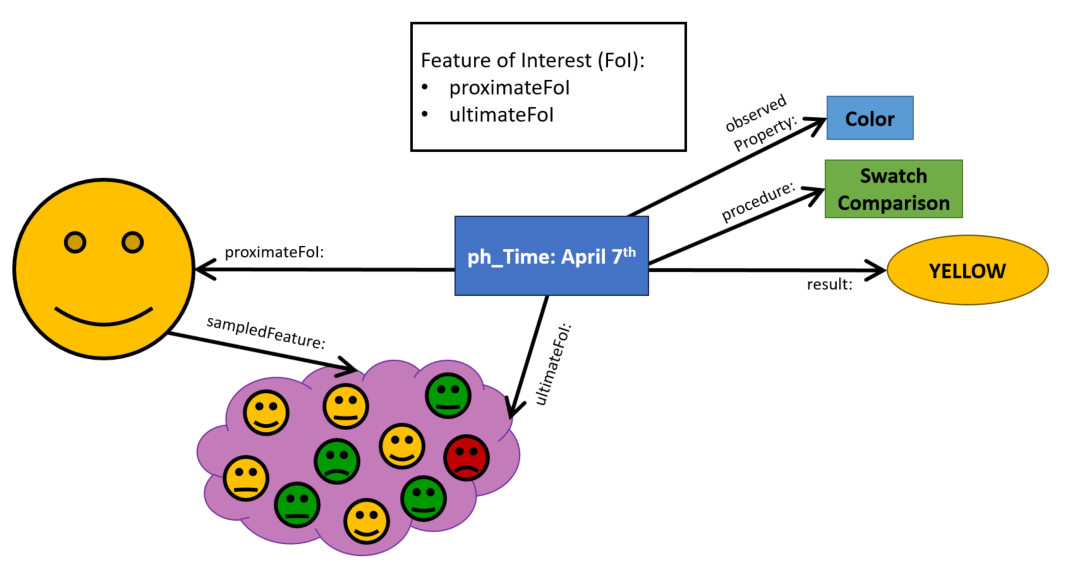 Feature of Interest (FoI):
• proximateFoI
• ultimateFoI
observed
Property:
Color
procedure:
Swatch
Comparison
ph_Time: April 7th
proximateFoI:
result:
YELLOW
sampledFeature:
ultimateFoI: